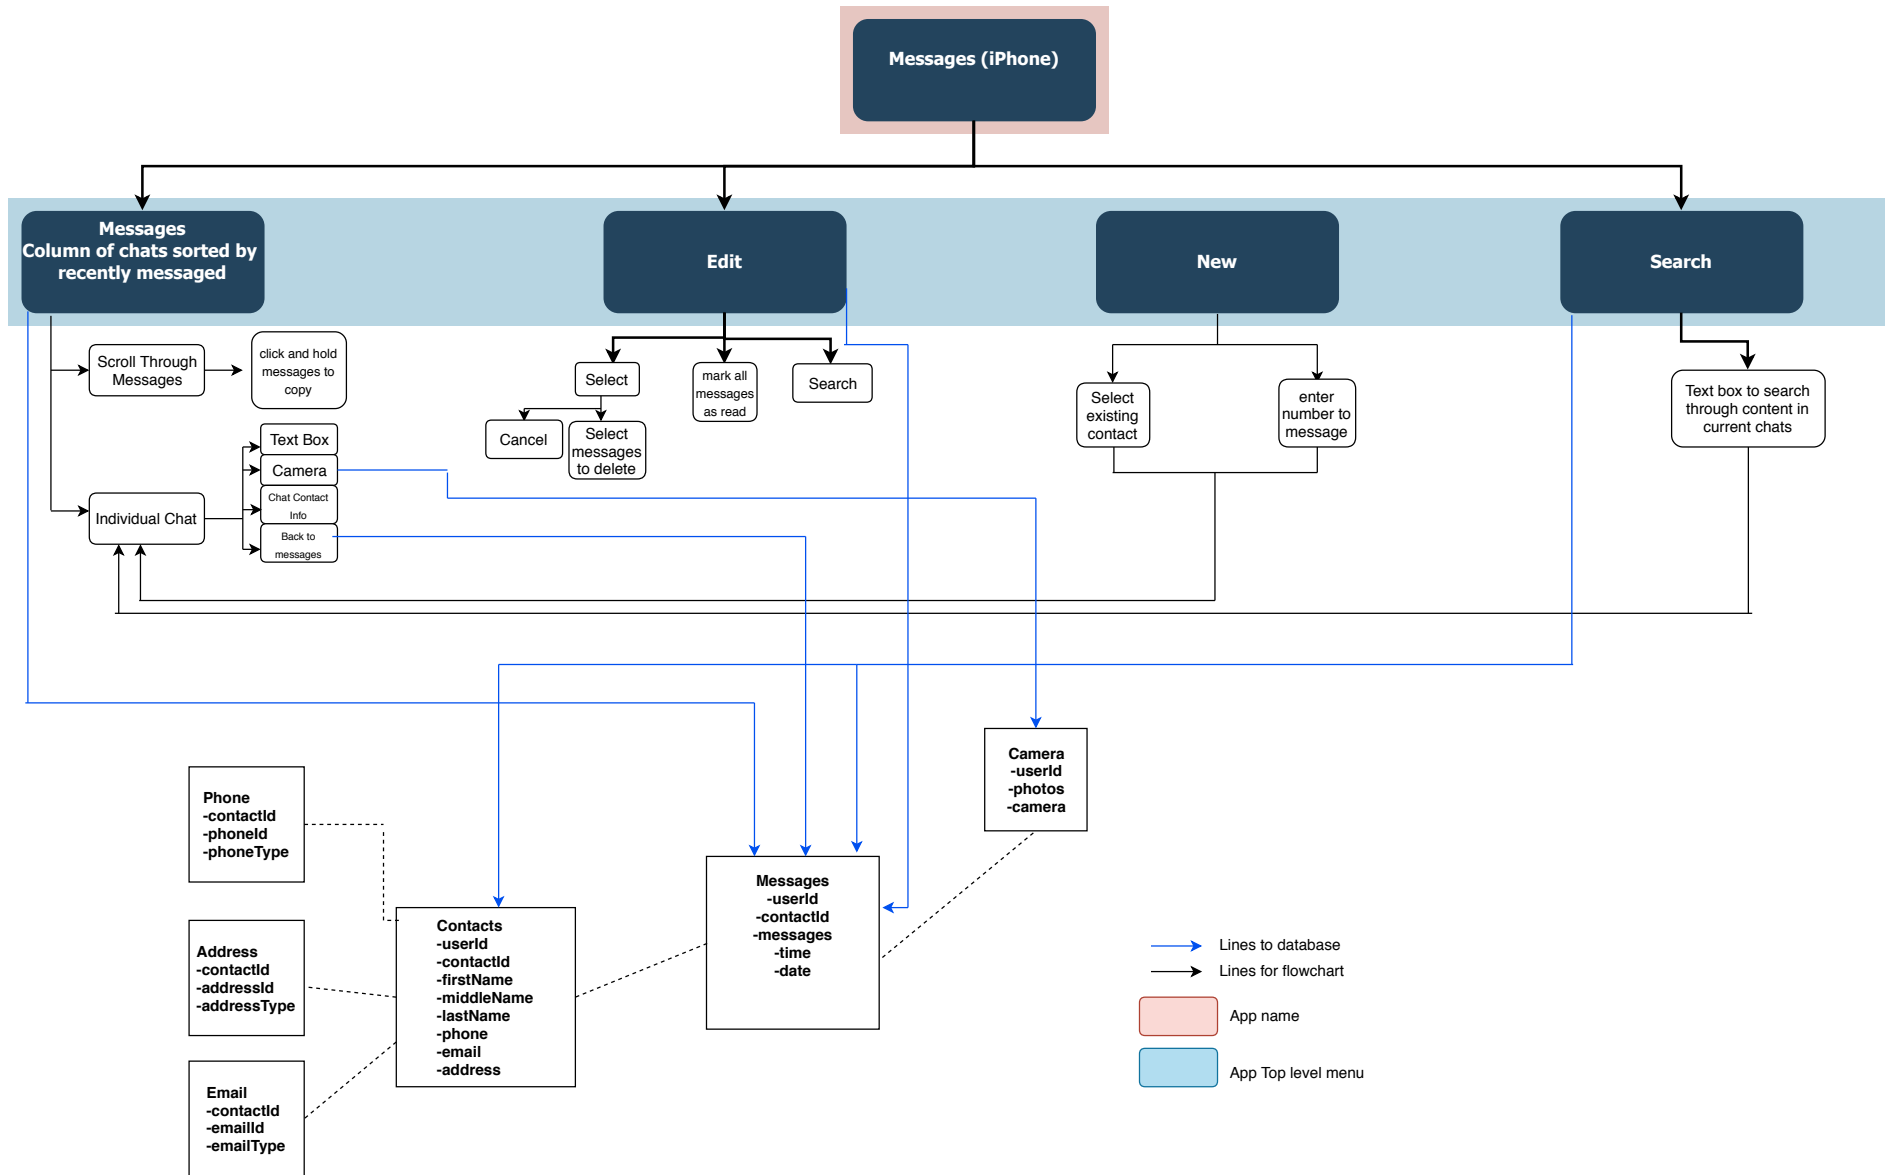 Messages (iPhone)
Messages
Column of chats sorted by
recently messaged
Edit
New
Search
Scroll Through
Messages
click and hold
messages to
copy
Individual Chat
Text Box
Camera
Chat Contact
Info
Back to
messages
Select
Cancel
Select
messages
to delete
mark all
messages
as read
Search
Select
existing
contact
enter
number to
message
Text box to search
through content in
current chats
Phone
-contactId
-phoneId
-phoneType
Address
-contactId
-addressId
-addressType
Email
-contactId
-emailId
-emailType
Contacts
-userId
-contactId
-firstName
-middleName
-lastName
-phone
-email
-address
Messages
-userId
-contactId
-messages
-time
-date
Camera
-userId
-photos
-camera
Lines to database
Lines for flowchart
App name
App Top level menu